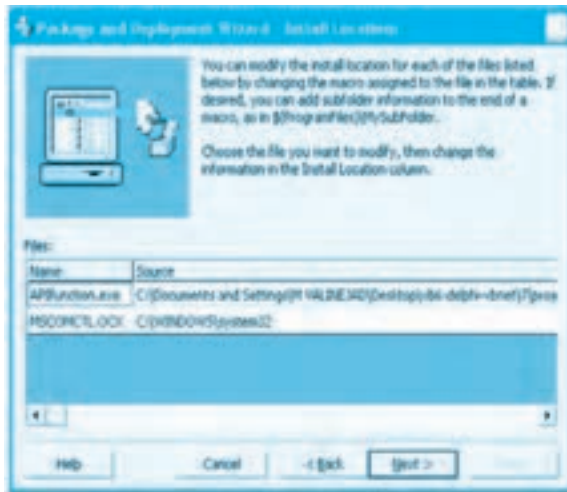 Package and Deployment Wizard - Install Locations
You can modify the install location for each of the files listed
below by changing the macro assigned to the file in the table. If
desired, you can add subfolder information to the end of a
macro, as in $(ProgramFiles)\MySubFolder.
Choose the file you want to modify, then change the
information in the Install Location column.
Files:
Name Source
APIfunction.exe C:\Documents and Settings\M VALINEJAD\Desktop\
MSCOMCTL.OCX C:\WINDOWS\system32
Help Cancel < Back Next >